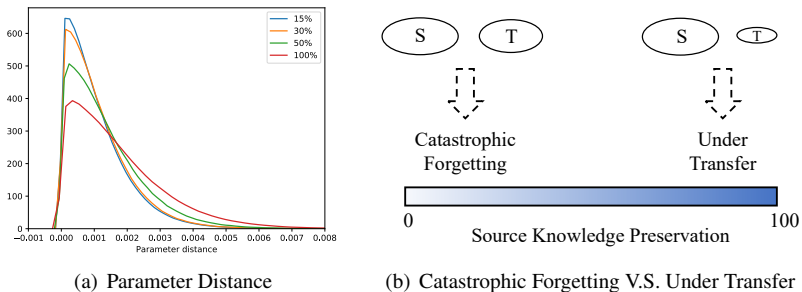 600
500
400
300
200
100
0
−0.001 0.000 0.001 0.002 0.003 0.004 0.005 0.006 0.007 0.008
Parameter distance
15%
30%
50%
100%
(a) Parameter Distance
S T
S T
Catastrophic
Forgetting
Under
Transfer
0 100
Source Knowledge Preservation
(b) Catastrophic Forgetting V.S. Under Transfer